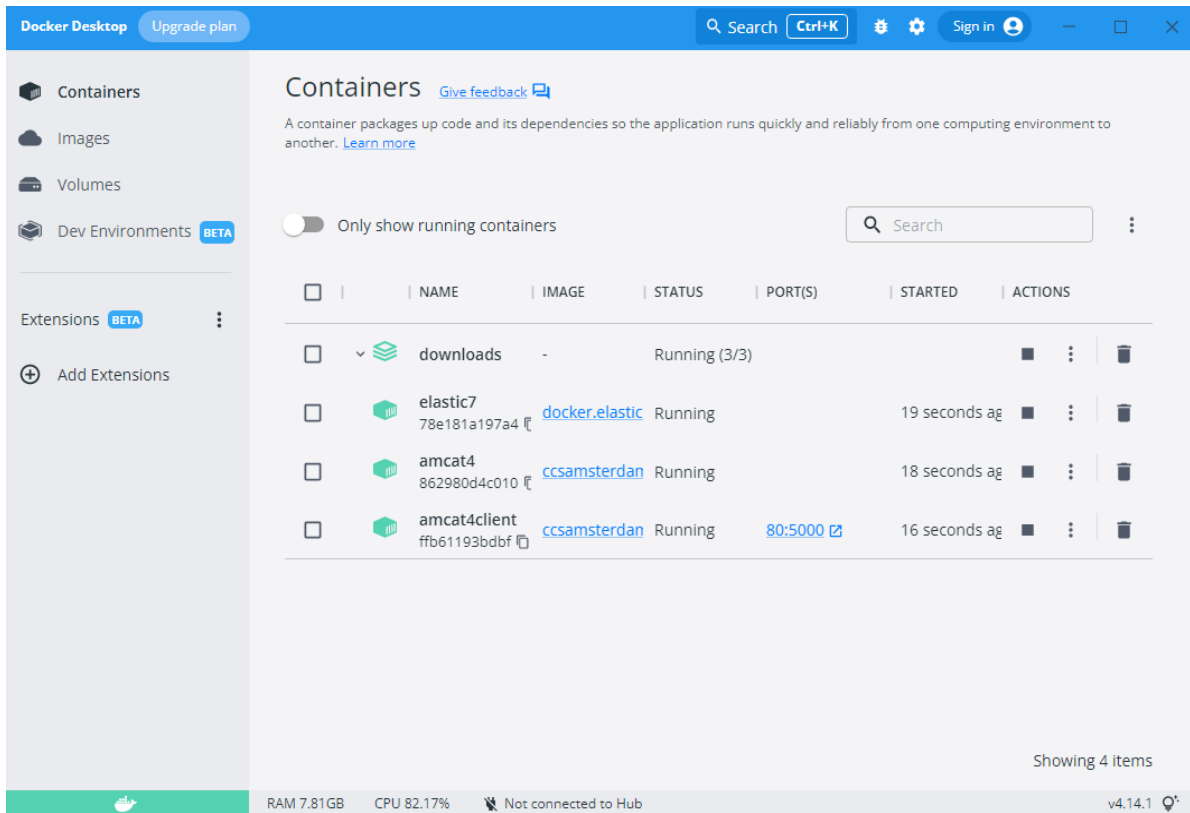 Docker Desktop Upgrade plan Search Ctrl+K Sign in
Containers
Images
Volumes
Dev Environments BETA
Extensions BETA
Add Extensions
Containers Give feedback
A container packages up code and its dependencies so the application runs quickly and reliably from one computing environment to
another. Learn more
Only show running containers Search
NAME IMAGE STATUS PORT(S) STARTED ACTIONS
downloads - Running (3/3)
elastic7
78e181a197a4 docker.elastic Running 19 seconds ag
amcat4
862980d4c010 ccsamsterdan Running 18 seconds ag
amcat4client
ffb61193bdbf ccsamsterdan Running 80:5000 16 seconds ag
Showing 4 items
RAM 7.81GB CPU 82.17% Not connected to Hub v4.14.1